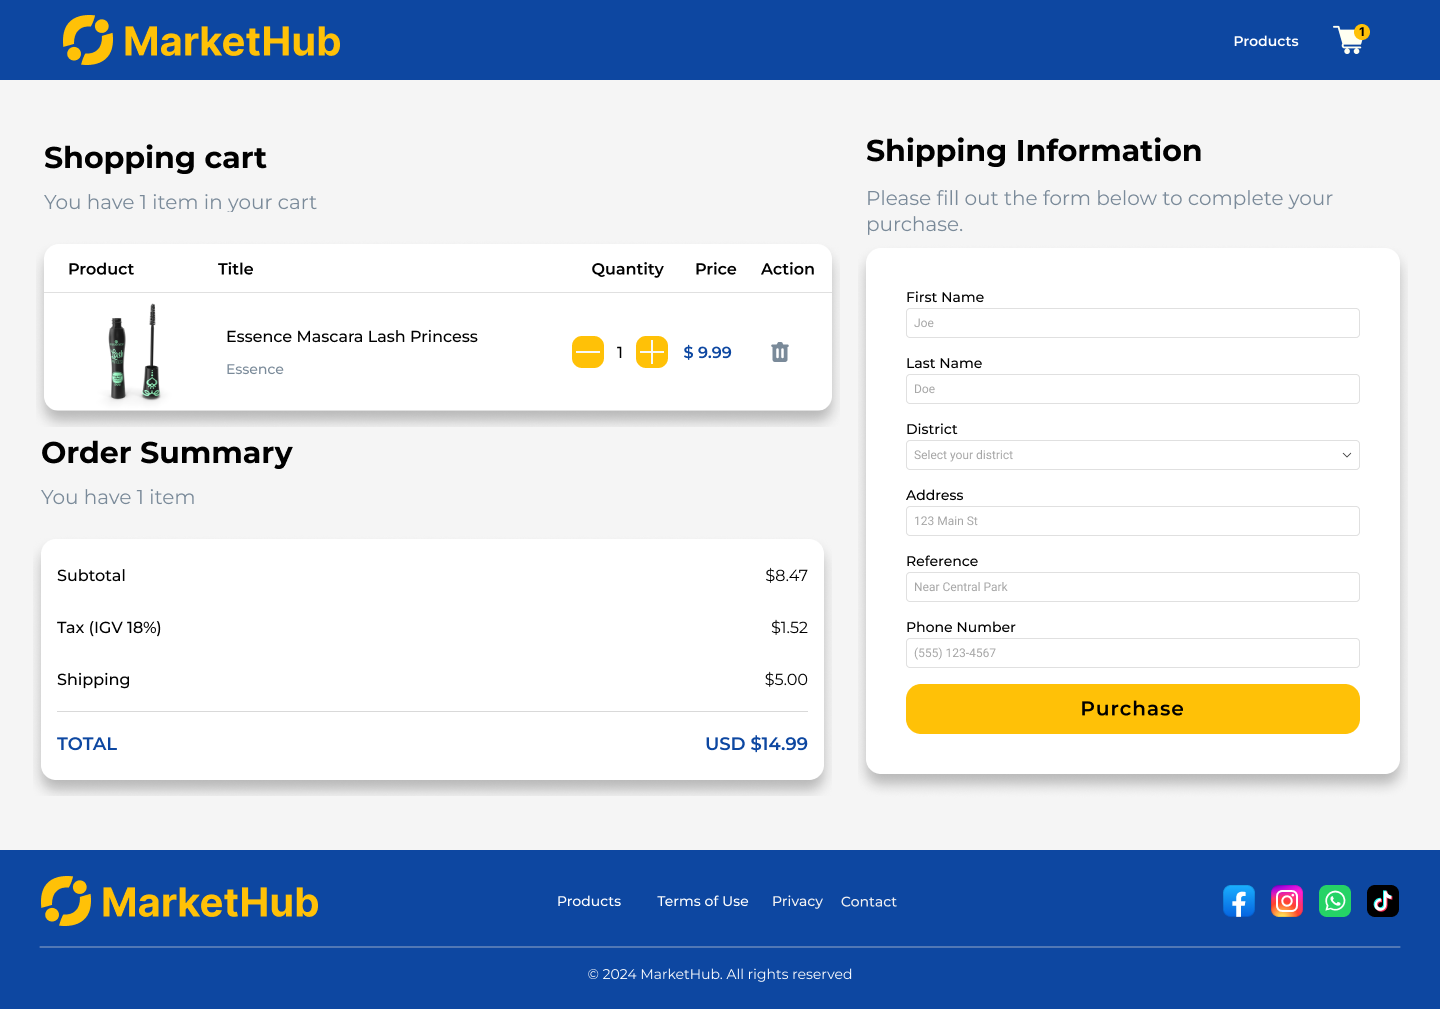 MarketHub
Products
1
Shopping cart
You have 1 item in your cart
Product Title Quantity Price Action
Essence Mascara Lash Princess
Essence
1
$ 9.99
Order Summary
You have 1 item
Subtotal $8.47
Tax (IGV 18%) $1.52
Shipping $5.00
TOTAL USD $14.99
Shipping Information
Please fill out the form below to complete your
purchase.
First Name
Joe
Last Name
Doe
District
Select your district
Address
123 Main St
Reference
Near Central Park
Phone Number
(555) 123-4567
Purchase
MarketHub
Products Terms of Use Privacy Contact
© 2024 MarketHub. All rights reserved